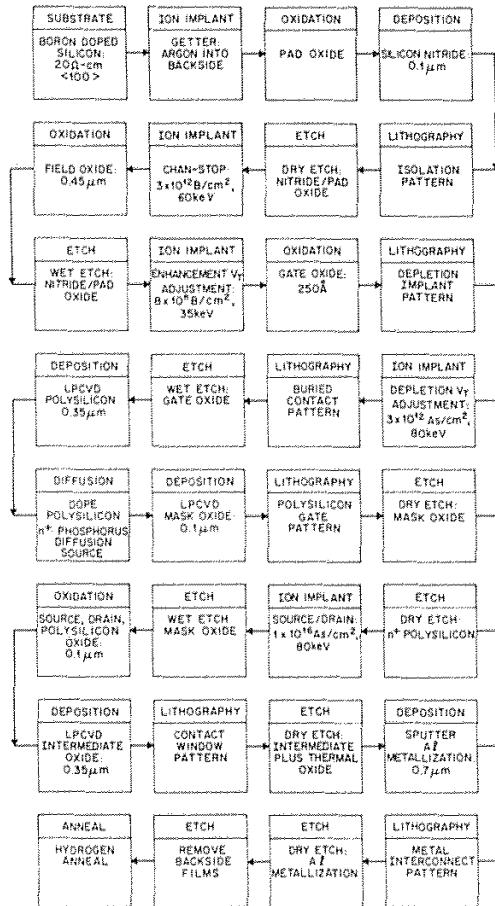 SUBSTRATE
BORON DOPED
SILICON:
20Ω-cm
<100>
ION IMPLANT
GETTER:
ARGON INTO
BACKSIDE
OXIDATION
PAD OXIDE
DEPOSITION
SILICON NITRIDE
0.1μm
OXIDATION
FIELD OXIDE:
0.45μm
ION IMPLANT
CHAN-STOP:
3x10¹²B/cm²,
60keV
ETCH
DRY ETCH:
NITRIDE/PAD
OXIDE
LITHOGRAPHY
ISOLATION
PATTERN
ETCH
WET ETCH:
NITRIDE/PAD
OXIDE
ION IMPLANT
ENHANCEMENT V_T
ADJUSTMENT:
8x10¹¹B/cm²,
35keV
OXIDATION
GATE OXIDE:
250Å
LITHOGRAPHY
DEPLETION
IMPLANT
PATTERN
DEPOSITION
LPCVD
POLYSILICON
0.35μm
ETCH
WET ETCH:
GATE OXIDE
LITHOGRAPHY
BURIED
CONTACT
PATTERN
ION IMPLANT
DEPLETION V_T
ADJUSTMENT:
3x10¹²As/cm²,
80keV
DIFFUSION
DOPE
POLYSILICON
n⁺ PHOSPHORUS
DIFFUSION
SOURCE
DEPOSITION
LPCVD
MASK OXIDE:
0.1μm
LITHOGRAPHY
POLYSILICON
GATE
PATTERN
ETCH
DRY ETCH:
MASK OXIDE
OXIDATION
SOURCE, DRAIN,
POLYSILICON
OXIDE:
0.1μm
ETCH
WET ETCH
MASK OXIDE
ION IMPLANT
SOURCE/DRAIN:
1x10¹⁶As/cm²,
80keV
ETCH
DRY ETCH:
n⁺ POLYSILICON
DEPOSITION
LPCVD
INTERMEDIATE
OXIDE:
0.35μm
LITHOGRAPHY
CONTACT
WINDOW
PATTERN
ETCH
DRY ETCH:
INTERMEDIATE
PLUS THERMAL
OXIDE
DEPOSITION
SPUTTER
Aℓ
METALLIZATION:
0.7μm
ANNEAL
HYDROGEN
ANNEAL
ETCH
REMOVE
BACKSIDE
FILMS
ETCH
DRY ETCH:
Aℓ
METALLIZATION
LITHOGRAPHY
METAL
INTERCONNECT
PATTERN